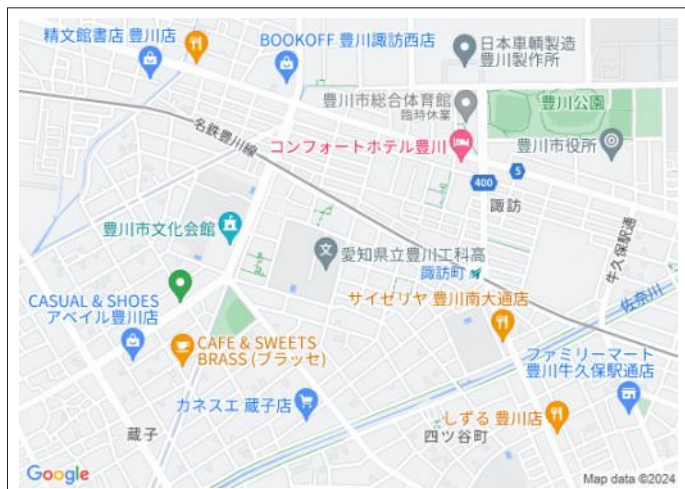 精文館書店 豊川店
BOOKOFF 豊川諏訪西店
日本車輌製造
豊川製作所
豊川市総合体育館
臨時休業
豊川公園
名鉄豊川線
コンフォートホテル豊川
豊川市役所
400
5
諏訪
豊川市文化会館
愛知県立豊川工科高
諏訪町
牛久保駅通
佐奈川
CASUAL & SHOES
アベイル豊川店
サイゼリヤ 豊川南大通店
CAFE & SWEETS
BRASS (ブラッセ)
ファミリーマート
豊川牛久保駅通店
カネスエ 蔵子店
しずる 豊川店
蔵子
四ツ谷町
Google
Map data ©2024